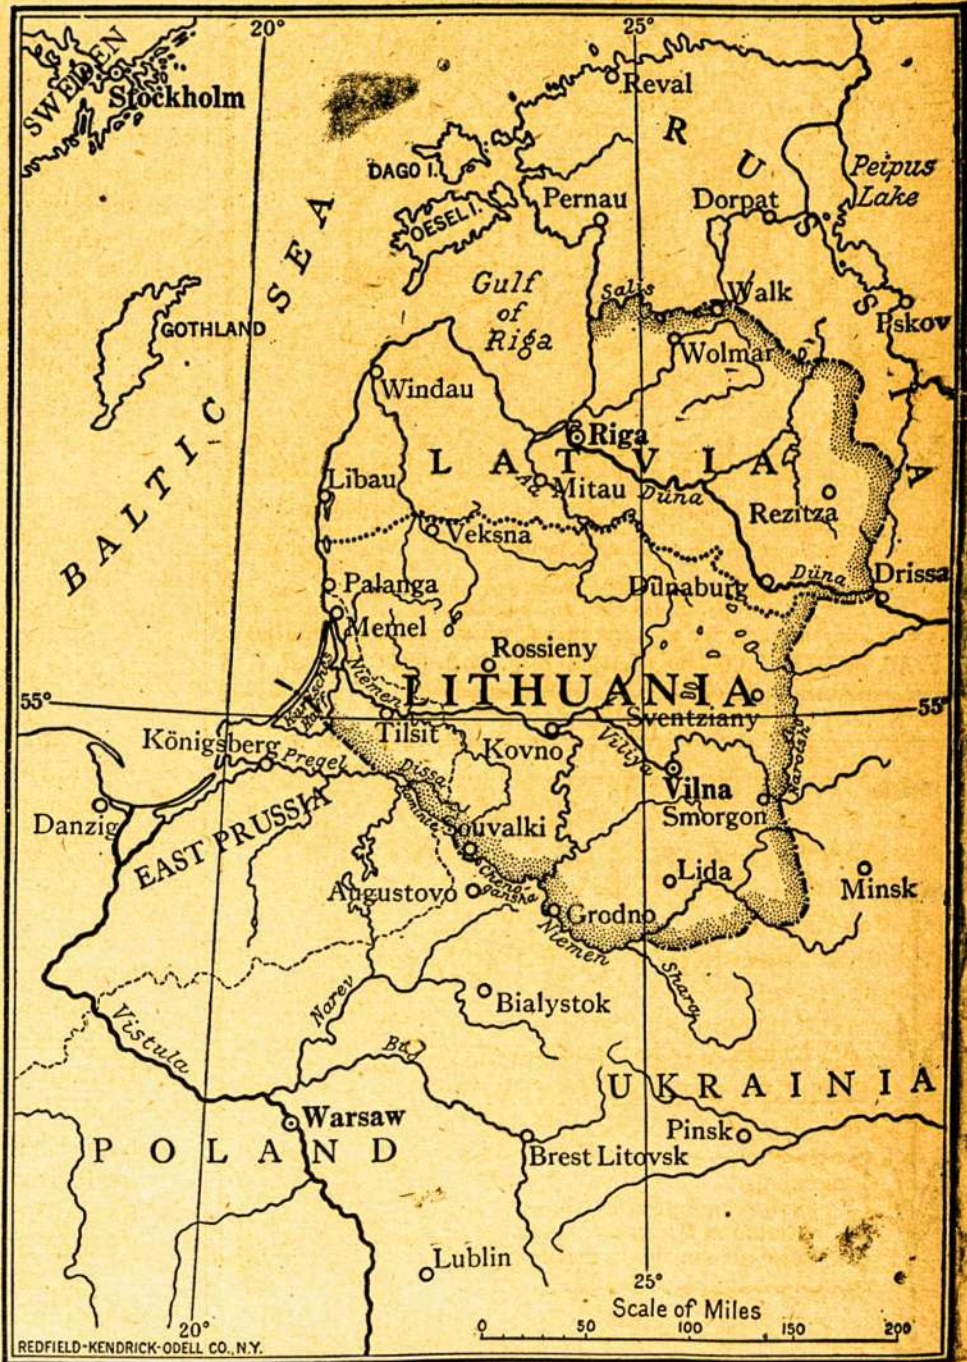 20°
25°
SWEDEN
Stockholm
Reval
RUSSIA
DAGO I.
OESEL I.
Pernau
Dorpat
Peipus
Lake
BALTIC SEA
Gulf
of
Riga
Salis
Walk
Pskov
GOTHLAND
Wolmar
Windau
Riga
LATVIA
Libau
Aa
Mitau
Düna
Rezitza
Veksna
Palanga
Dünaburg
Düna
Drissa
Memel
Rossieny
Niemen
LITHUANIA
55°
55°
Sventziany
Tilsit
Kovno
Viliya
Königsberg
Pregel
Dissa
Vilna
Smorgon
Danzig
EAST PRUSSIA
Souvalki
Lida
Minsk
Augustovo
Grodno
Niemen
Shara
Narev
Bialystok
Vistula
Bug
UKRAINIA
Warsaw
Pinsk
POLAND
Brest Litovsk
Lublin
25°
Scale of Miles
20°
0 50 100 150 200
REDFIELD-KENDRICK-ODELL CO., N.Y.